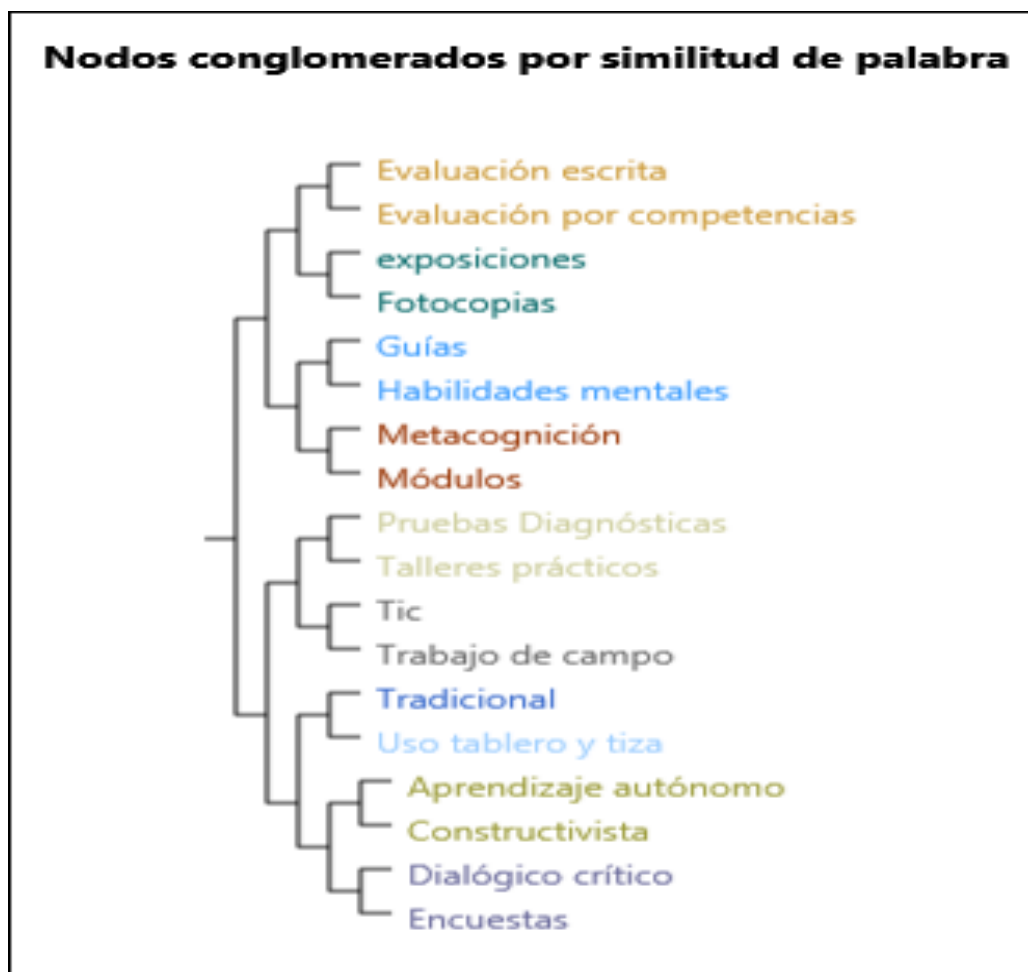 Nodos conglomerados por similitud de palabra
Evaluación escrita
Evaluación por competencias
exposiciones
Fotocopias
Guías
Habilidades mentales
Metacognición
Módulos
Pruebas Diagnósticas
Talleres prácticos
Tic
Trabajo de campo
Tradicional
Uso tablero y tiza
Aprendizaje autónomo
Constructivista
Dialógico crítico
Encuestas